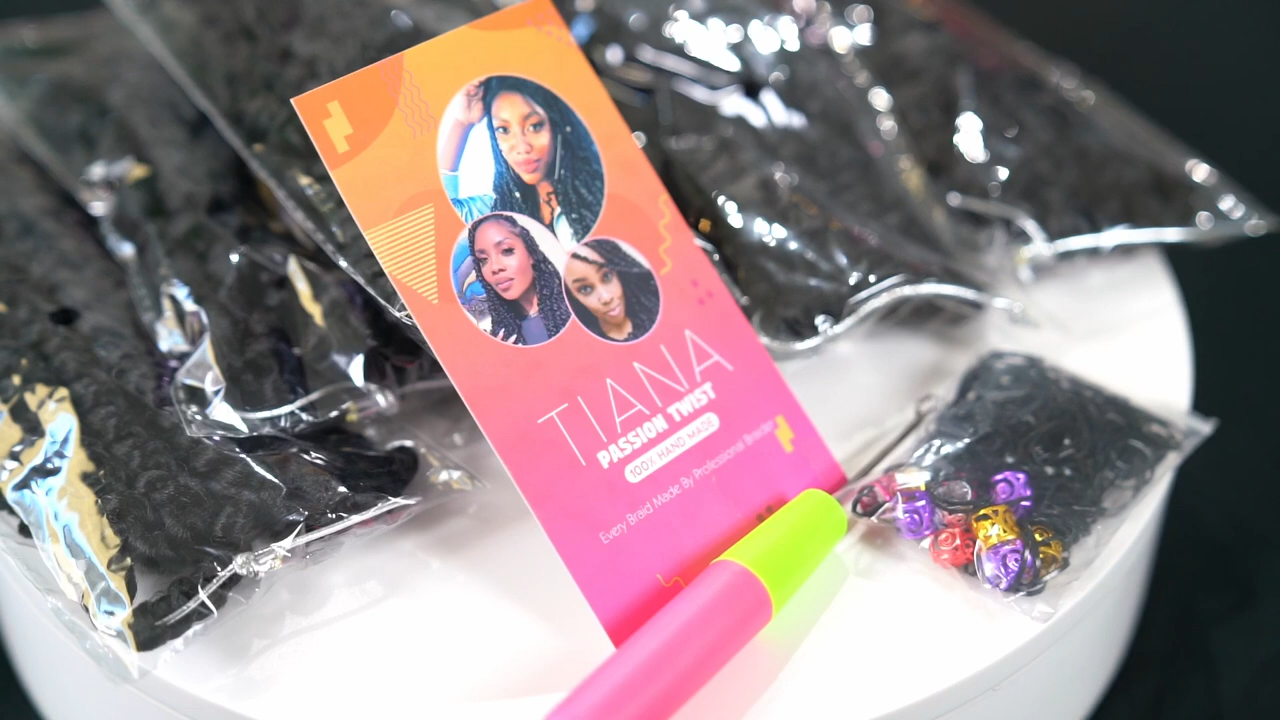 TIANA
PASSION TWIST
100% HAND MADE
Every Braid Made By Professional Braider